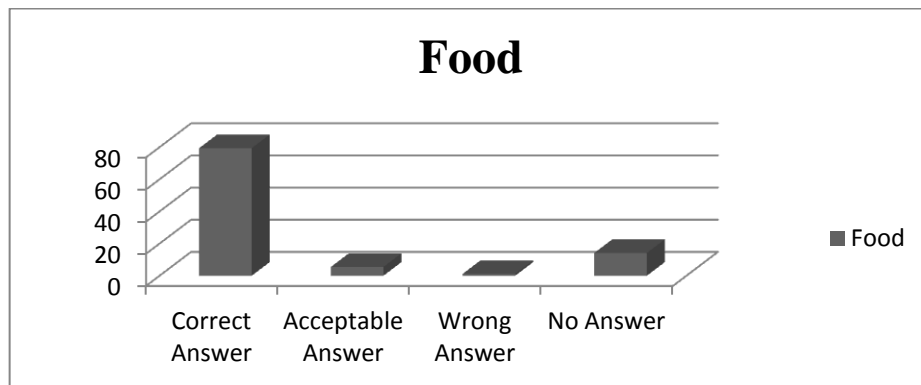 Food
80
60
40
20
0
Correct
Answer
Acceptable
Answer
Wrong
Answer
No Answer
Food